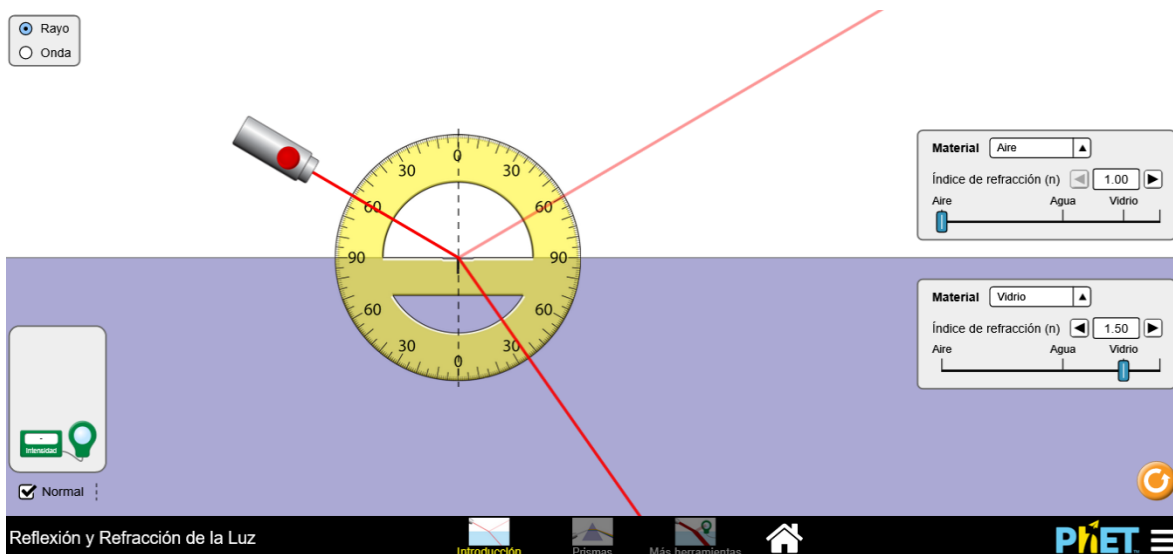 Rayo
Onda
Material Aire
Índice de refracción (n) 1.00
Aire Agua Vidrio
Material Vidrio
Índice de refracción (n) 1.50
Aire Agua Vidrio
0
30 30
60 60
90 90
60 60
30 30
0
-
Intensidad
Normal
Reflexión y Refracción de la Luz
Introducción
Prismas
Más herramientas
PhET